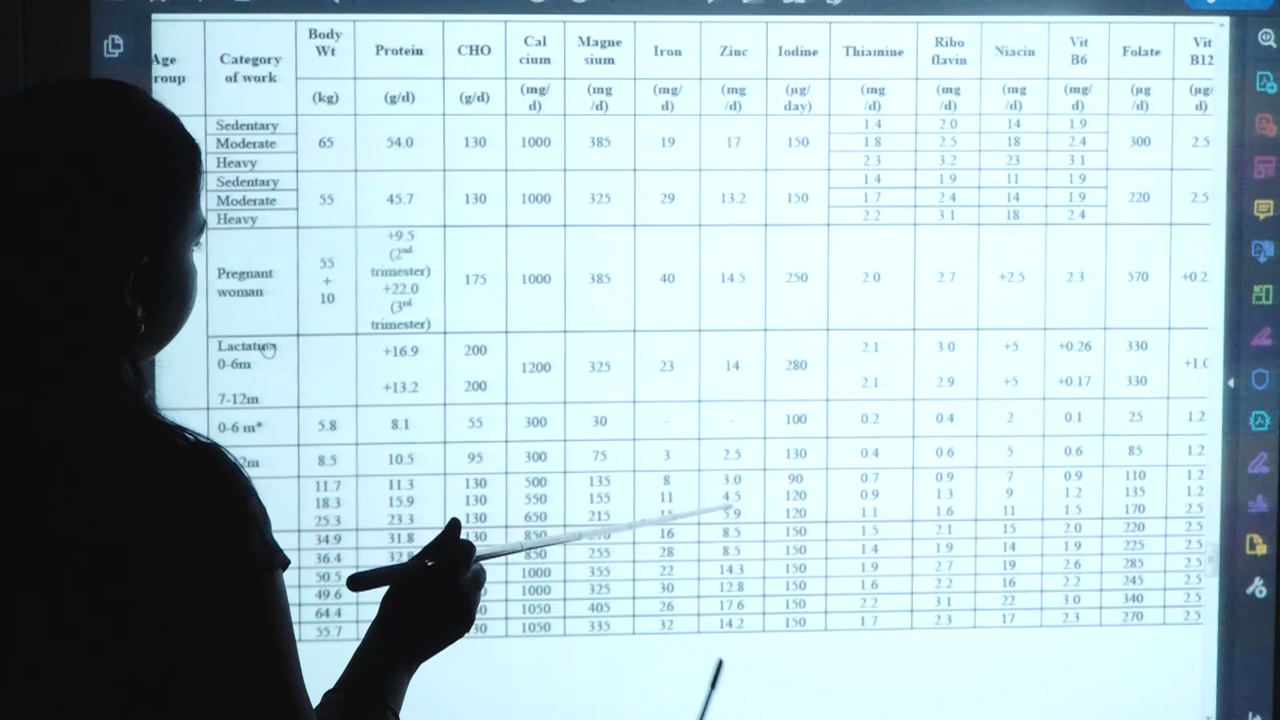 Age Group Category of work Body Wt Protein CHO Cal cium Magne sium Iron Zinc Iodine Thiamine Ribo flavin Niacin Vit B6 Folate Vit B12
(kg) (g/d) (g/d) (mg/ d) (mg /d) (mg/ d) (mg /d) (µg/ day) (mg /d) (mg /d) (mg /d) (mg/ d) (µg /d) (µg/ d)
Sedentary 1.4 2.0 14 1.9
Moderate 65 54.0 130 1000 385 19 17 150 1.8 2.5 18 2.4 300 2.5
Heavy 2.3 3.2 23 3.1
Sedentary 1.4 1.9 11 1.9
Moderate 55 45.7 130 1000 325 29 13.2 150 1.7 2.4 14 1.9 220 2.5
Heavy 2.2 3.1 18 2.4
Pregnant woman 55 + 10 +9.5 (2nd trimester) +22.0 (3rd trimester) 175 1000 385 40 14.5 250 2.0 2.7 +2.5 2.3 570 +0.2
Lactation 0-6m +16.9 200 1200 325 23 14 280 2.1 3.0 +5 +0.26 330 +1.0
7-12m +13.2 200 2.1 2.9 +5 +0.17 330
0-6 m* 5.8 8.1 55 300 30 - - 100 0.2 0.4 2 0.1 25 1.2
2m 8.5 10.5 95 300 75 3 2.5 130 0.4 0.6 5 0.6 85 1.2
11.7 11.3 130 500 135 8 3.0 90 0.7 0.9 7 0.9 110 1.2
18.3 15.9 130 550 155 11 4.5 120 0.9 1.3 9 1.2 135 1.2
25.3 23.3 130 650 215 15 5.9 120 1.1 1.6 11 1.5 170 2.5
34.9 31.8 130 850 16 8.5 150 1.5 2.1 15 2.0 220 2.5
36.4 32.8 850 255 28 8.5 150 1.4 1.9 14 1.9 225 2.5
50.5 1000 355 22 14.3 150 1.9 2.7 19 2.6 285 2.5
49.6 1000 325 30 12.8 150 1.6 2.2 16 2.2 245 2.5
64.4 1050 405 26 17.6 150 2.2 3.1 22 3.0 340 2.5
55.7 1050 335 32 14.2 150 1.7 2.3 17 2.3 270 2.5